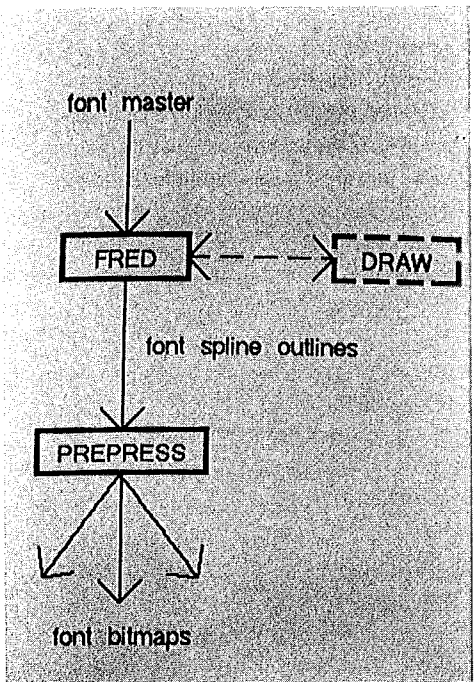 font master
FRED DRAW
font spline outlines
PREPRESS
font bitmaps